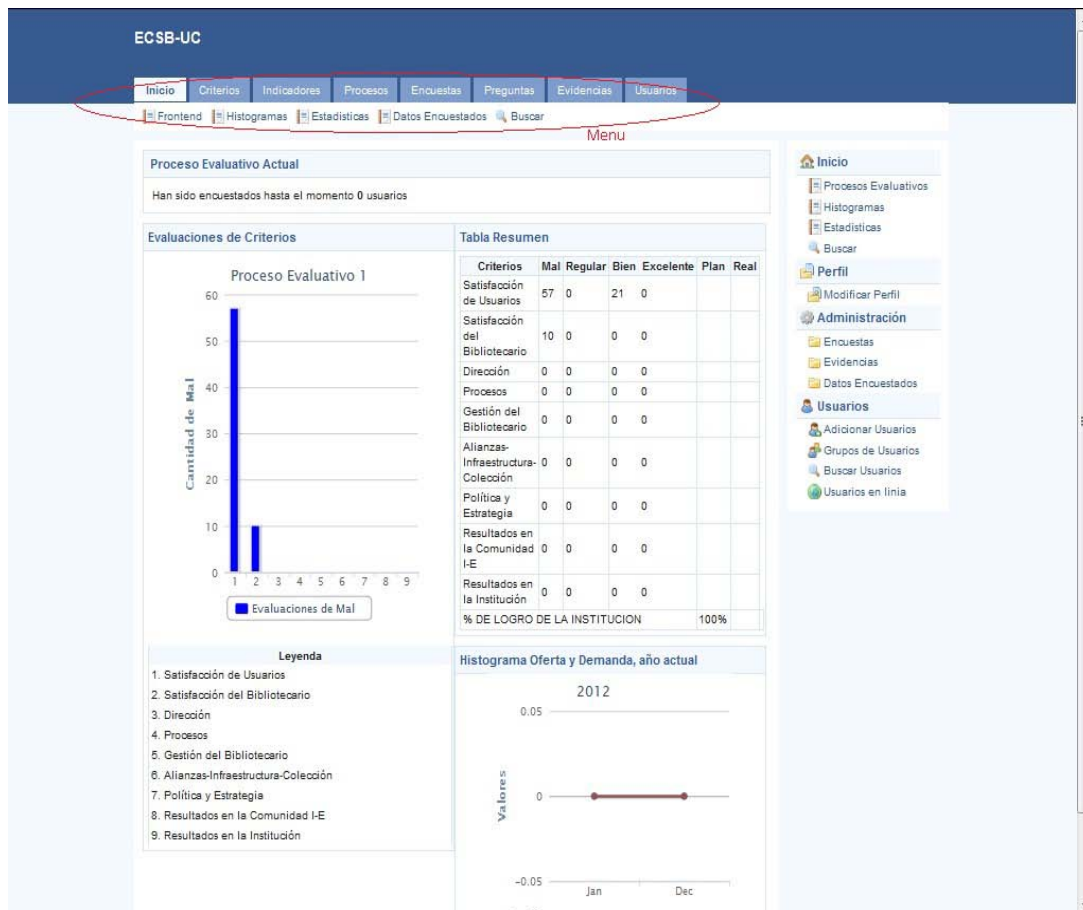 ECSB-UC
Inicio Criterios Indicadores Procesos Encuestas Preguntas Evidencias Usuarios
Frontend Histogramas Estadisticas Datos Encuestados Buscar
Menu
Proceso Evaluativo Actual
Han sido encuestados hasta el momento 0 usuarios
Evaluaciones de Criterios
Proceso Evaluativo 1
Cantidad de Mal
60
50
40
30
20
10
0
1 2 3 4 5 6 7 8 9
Evaluaciones de Mal
Leyenda
1. Satisfacción de Usuarios
2. Satisfacción del Bibliotecario
3. Dirección
4. Procesos
5. Gestión del Bibliotecario
6. Alianzas-Infraestructura-Colección
7. Política y Estrategia
8. Resultados en la Comunidad I-E
9. Resultados en la Institución
Tabla Resumen
Criterios Mal Regular Bien Excelente Plan Real
Satisfacción
de Usuarios 57 0 21 0
Satisfacción
del 10 0 0 0
Bibliotecario
Dirección 0 0 0 0
Procesos 0 0 0 0
Gestión del
Bibliotecario 0 0 0 0
Alianzas-
Infraestructura- 0 0 0 0
Colección
Política y
Estrategia 0 0 0 0
Resultados en
la Comunidad 0 0 0 0
I-E
Resultados en
la Institución 0 0 0 0
% DE LOGRO DE LA INSTITUCION 100%
Histograma Oferta y Demanda, año actual
2012
Valores
0.05
0
-0.05
Jan Dec
Inicio
Procesos Evaluativos
Histogramas
Estadisticas
Buscar
Perfil
Modificar Perfil
Administración
Encuestas
Evidencias
Datos Encuestados
Usuarios
Adicionar Usuarios
Grupos de Usuarios
Buscar Usuarios
Usuarios en linia